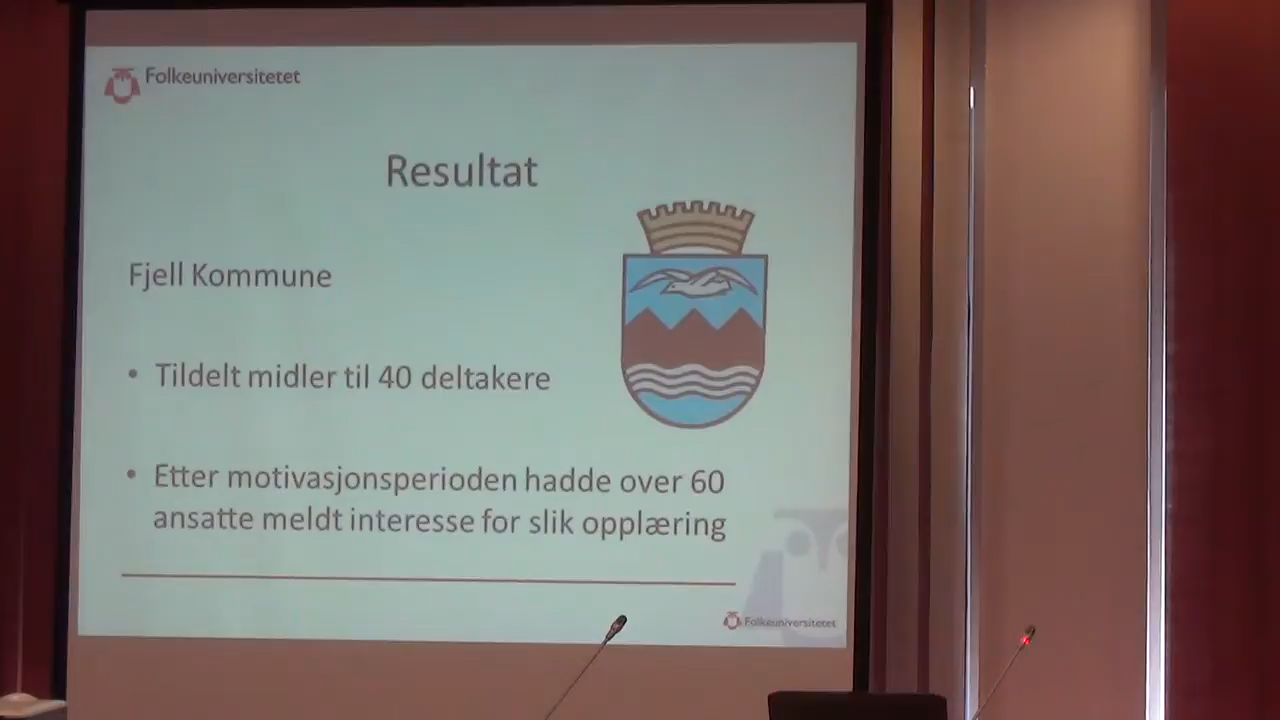 Folkeuniversitetet
Resultat
Fjell Kommune
• Tildelt midler til 40 deltakere
• Etter motivasjonsperioden hadde over 60
ansatte meldt interesse for slik opplæring
Folkeuniversitetet